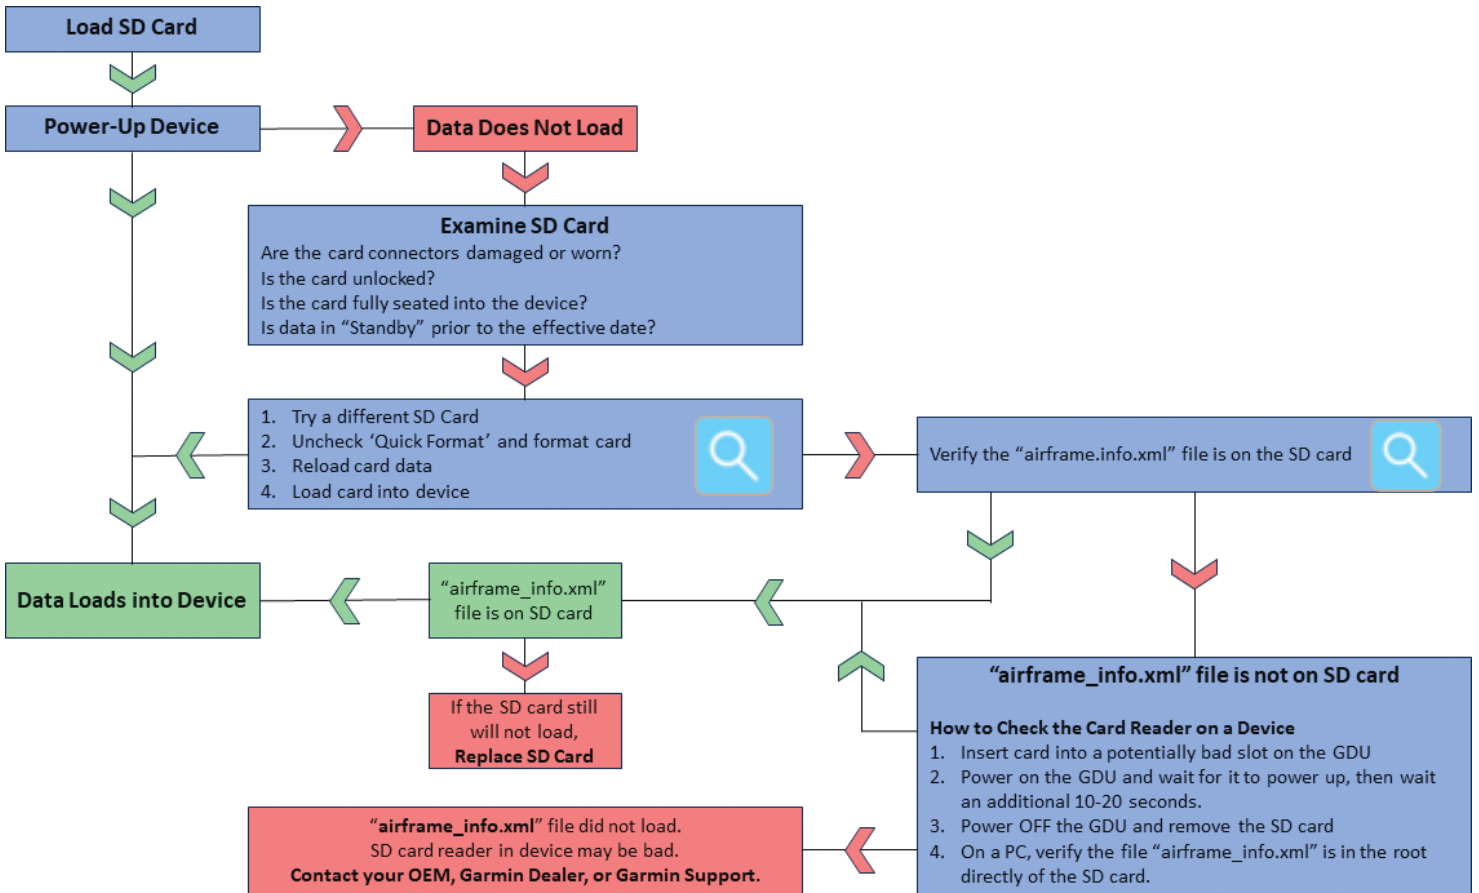 Load SD Card
Power-Up Device
Data Does Not Load
Examine SD Card
Are the card connectors damaged or worn?
Is the card unlocked?
Is the card fully seated into the device?
Is data in “Standby” prior to the effective date?
1. Try a different SD Card
2. Uncheck ‘Quick Format’ and format card
3. Reload card data
4. Load card into device
Verify the “airframe.info.xml” file is on the SD card
Data Loads into Device
“airframe_info.xml”
file is on SD card
If the SD card still
will not load,
Replace SD Card
“airframe_info.xml” file is not on SD card
How to Check the Card Reader on a Device
1. Insert card into a potentially bad slot on the GDU
2. Power on the GDU and wait for it to power up, then wait
an additional 10-20 seconds.
3. Power OFF the GDU and remove the SD card
4. On a PC, verify the file “airframe_info.xml” is in the root
directly of the SD card.
“airframe_info.xml” file did not load.
SD card reader in device may be bad.
Contact your OEM, Garmin Dealer, or Garmin Support.